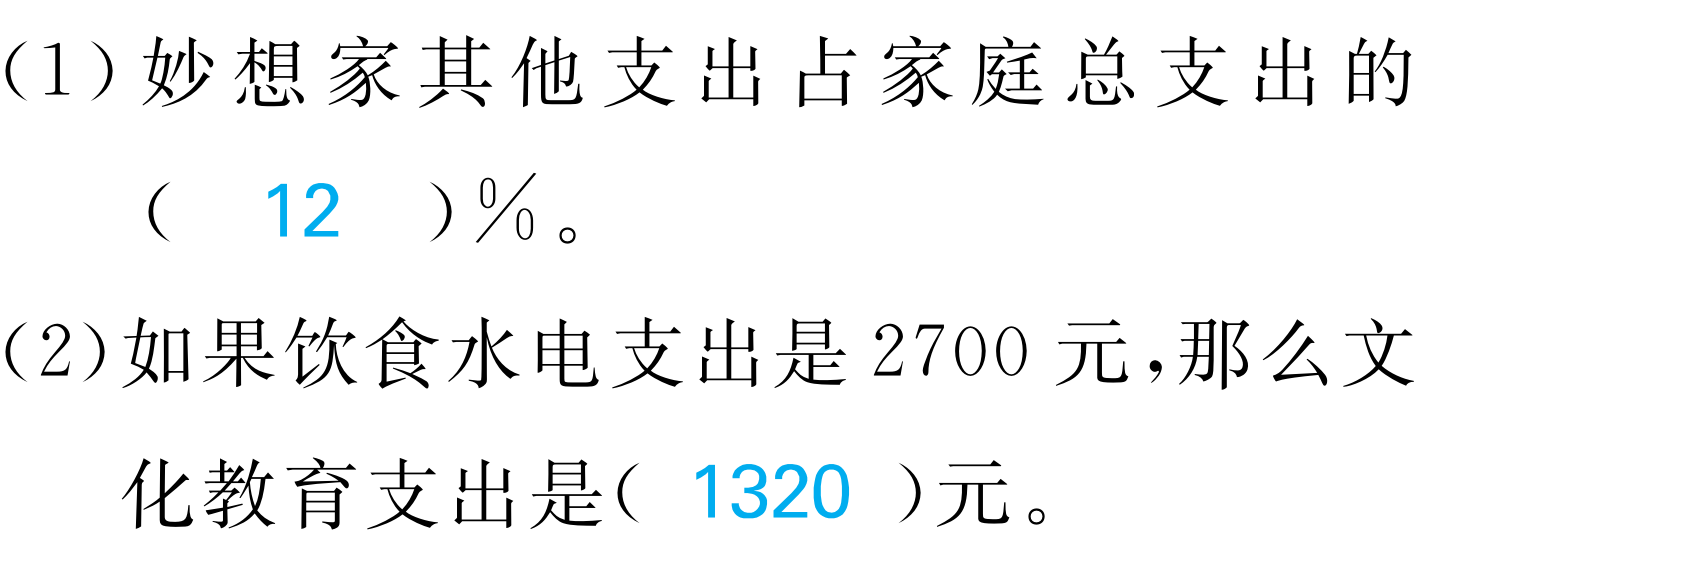 (1)妙想家其他支出占家庭总支出的
( 12 )%。
(2)如果饮食水电支出是2700元,那么文
化教育支出是( 1320 )元。